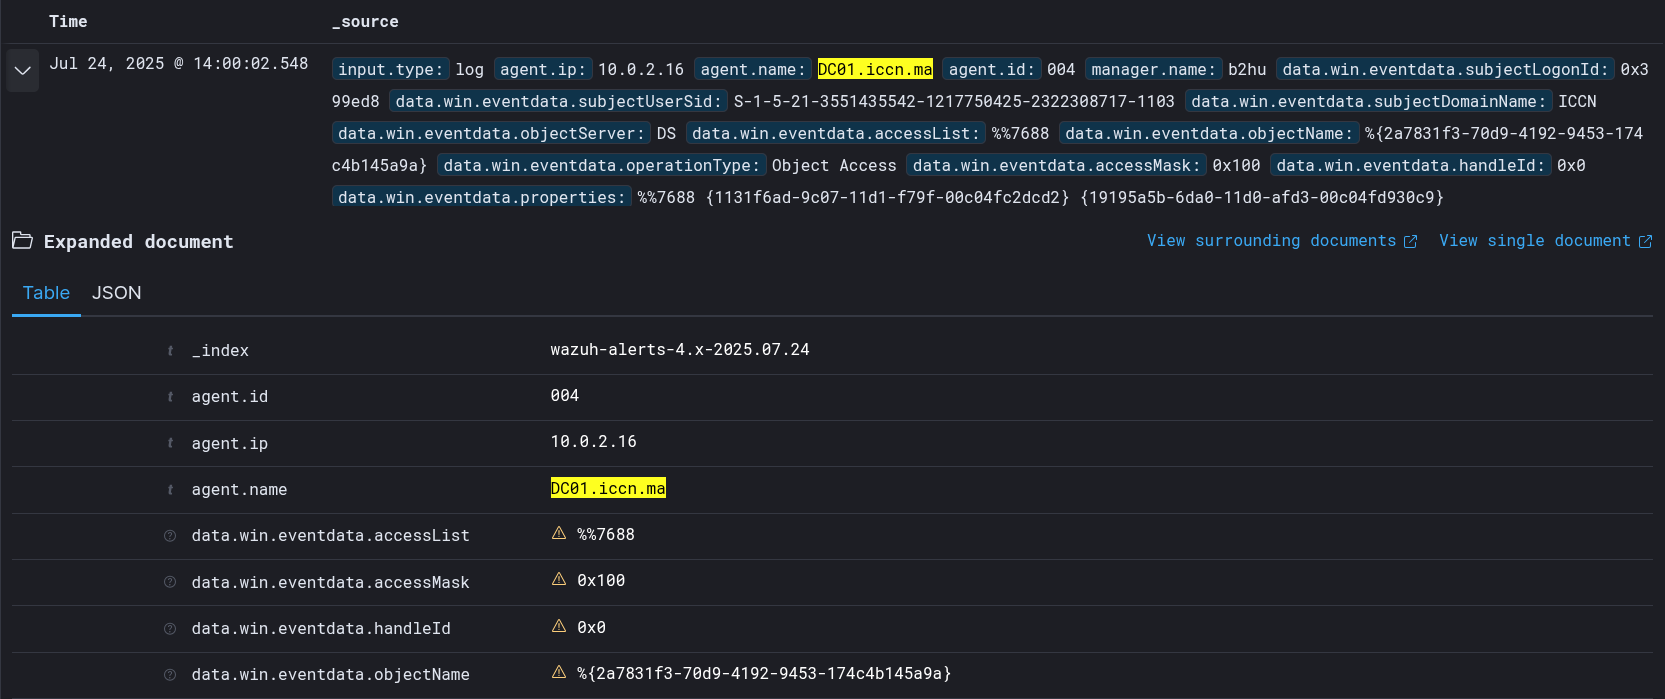 Time _source
Jul 24, 2025 @ 14:00:02.548 input.type: log agent.ip: 10.0.2.16 agent.name: DC01.iccn.ma agent.id: 004 manager.name: b2hu data.win.eventdata.subjectLogonId: 0x3
99ed8 data.win.eventdata.subjectUserSid: S-1-5-21-3551435542-1217750425-2322308717-1103 data.win.eventdata.subjectDomainName: ICCN
data.win.eventdata.objectServer: DS data.win.eventdata.accessList: %%7688 data.win.eventdata.objectName: %{2a7831f3-70d9-4192-9453-174
c4b145a9a} data.win.eventdata.operationType: Object Access data.win.eventdata.accessMask: 0x100 data.win.eventdata.handleId: 0x0
data.win.eventdata.properties: %%7688 {1131f6ad-9c07-11d1-f79f-00c04fc2dcd2} {19195a5b-6da0-11d0-afd3-00c04fd930c9}
Expanded document View surrounding documents View single document
Table JSON
t _index wazuh-alerts-4.x-2025.07.24
t agent.id 004
t agent.ip 10.0.2.16
t agent.name DC01.iccn.ma
data.win.eventdata.accessList %%7688
data.win.eventdata.accessMask 0x100
data.win.eventdata.handleId 0x0
data.win.eventdata.objectName %{2a7831f3-70d9-4192-9453-174c4b145a9a}